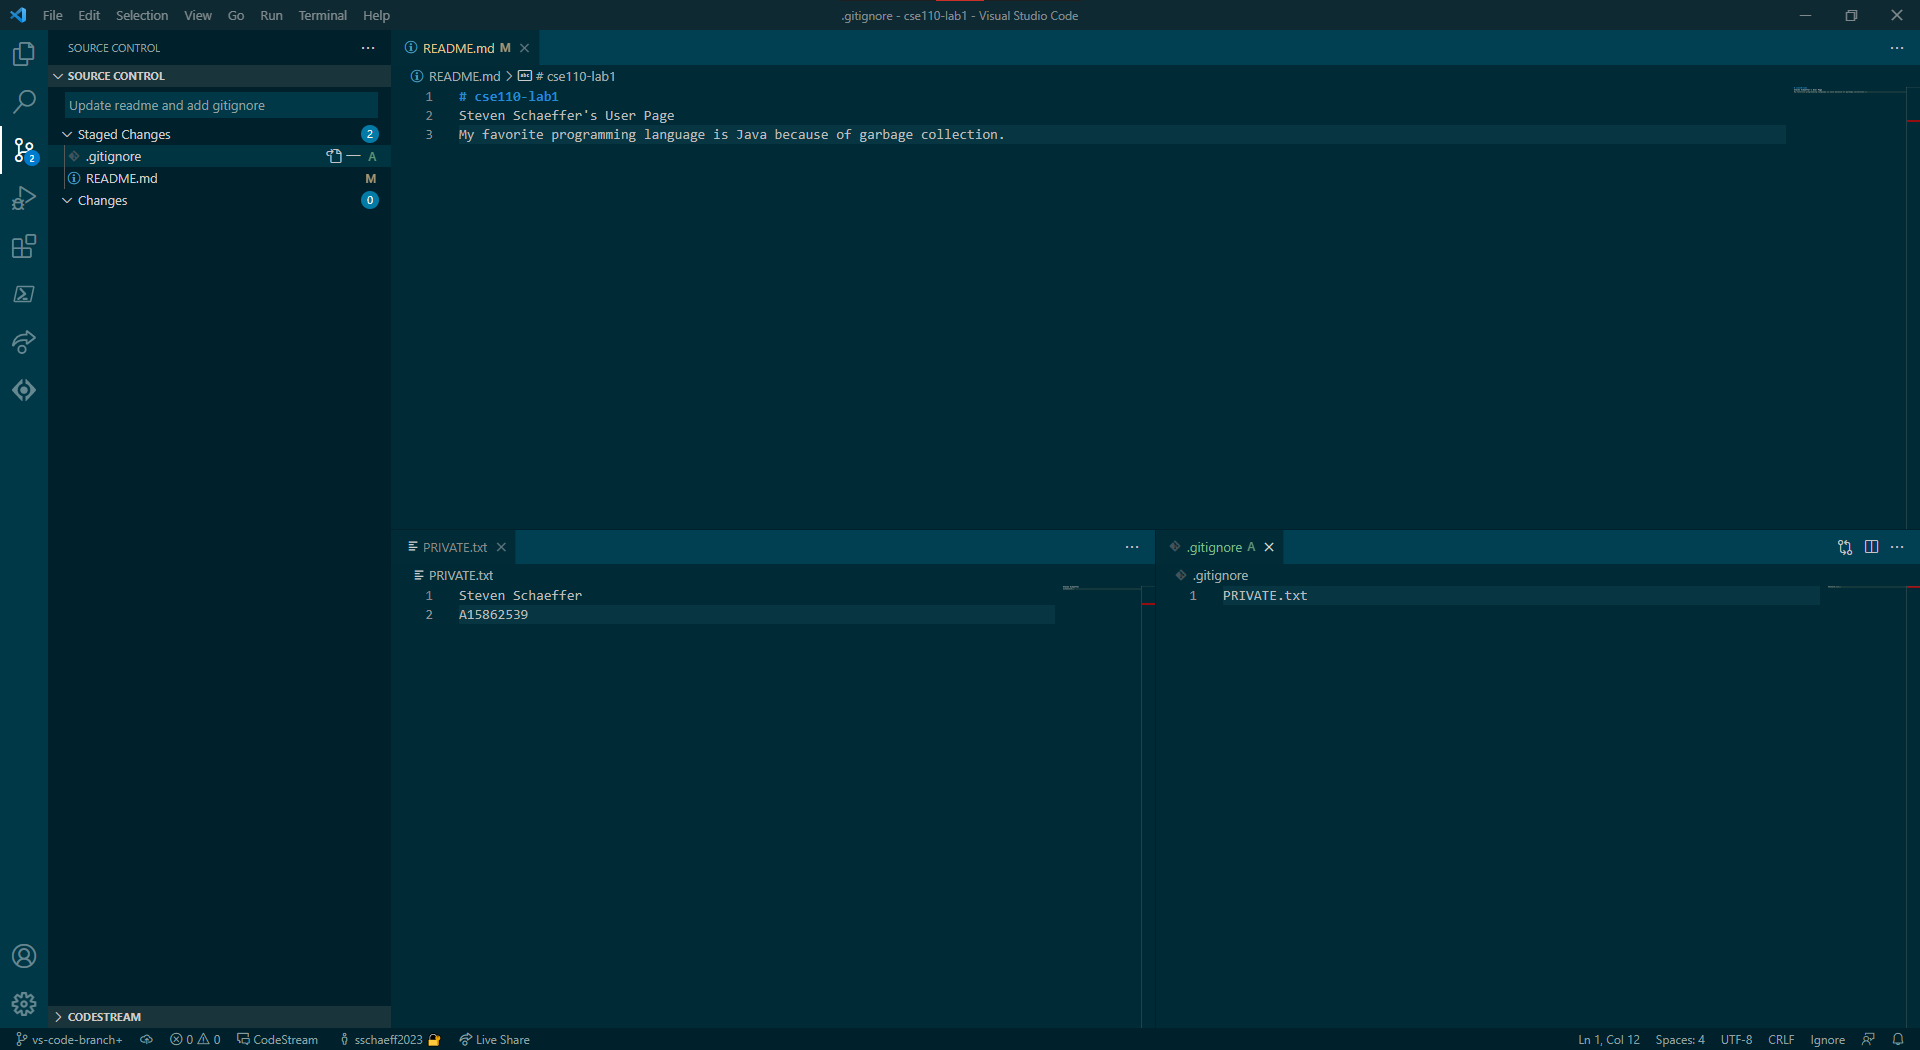 File Edit Selection View Go Run Terminal Help
.gitignore - cse110-lab1 - Visual Studio Code
SOURCE CONTROL
SOURCE CONTROL
Update readme and add gitignore
Staged Changes 2
.gitignore A
README.md M
Changes 0
2
CODESTREAM
README.md M
README.md > # cse110-lab1
1 # cse110-lab1
2 Steven Schaeffer's User Page
3 My favorite programming language is Java because of garbage collection.
PRIVATE.txt
PRIVATE.txt
1 Steven Schaeffer
2 A15862539
.gitignore A
.gitignore
1 PRIVATE.txt
vs-code-branch+ 0 0 CodeStream sschaeff2023 Live Share
Ln 1, Col 12 Spaces: 4 UTF-8 CRLF Ignore